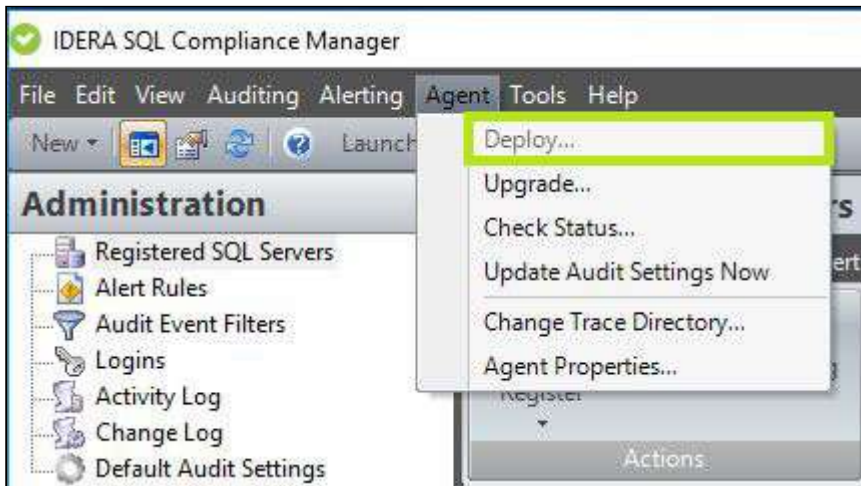 IDERA SQL Compliance Manager
File Edit View Auditing Alerting Agent Tools Help
New Launch
Deploy...
Upgrade...
Check Status...
Update Audit Settings Now
Change Trace Directory...
Agent Properties...
Administration
Registered SQL Servers
Alert Rules
Audit Event Filters
Logins
Activity Log
Change Log
Default Audit Settings
rs
ert
Register
Actions